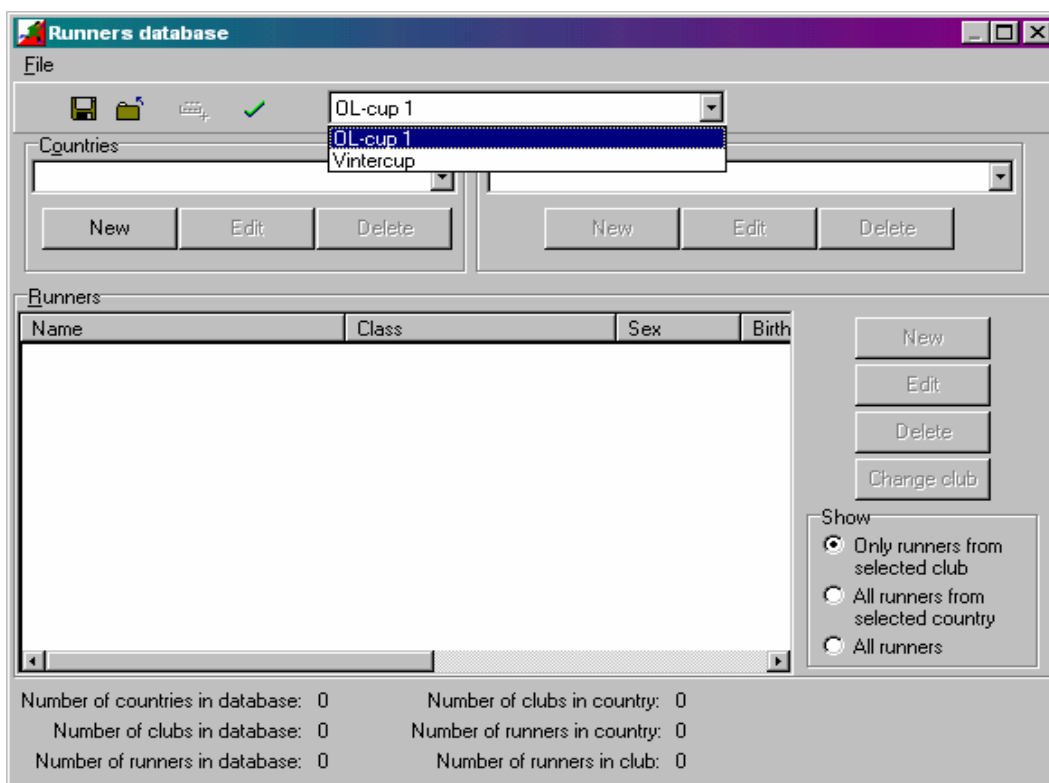 Runners database
File
OL-cup 1
OL-cup 1
Vintercup
Countries
New Edit Delete
New Edit Delete
Runners
Name Class Sex Birth
New
Edit
Delete
Change club
Show
Only runners from
selected club
All runners from
selected country
All runners
Number of countries in database: 0 Number of clubs in country: 0
Number of clubs in database: 0 Number of runners in country: 0
Number of runners in database: 0 Number of runners in club: 0